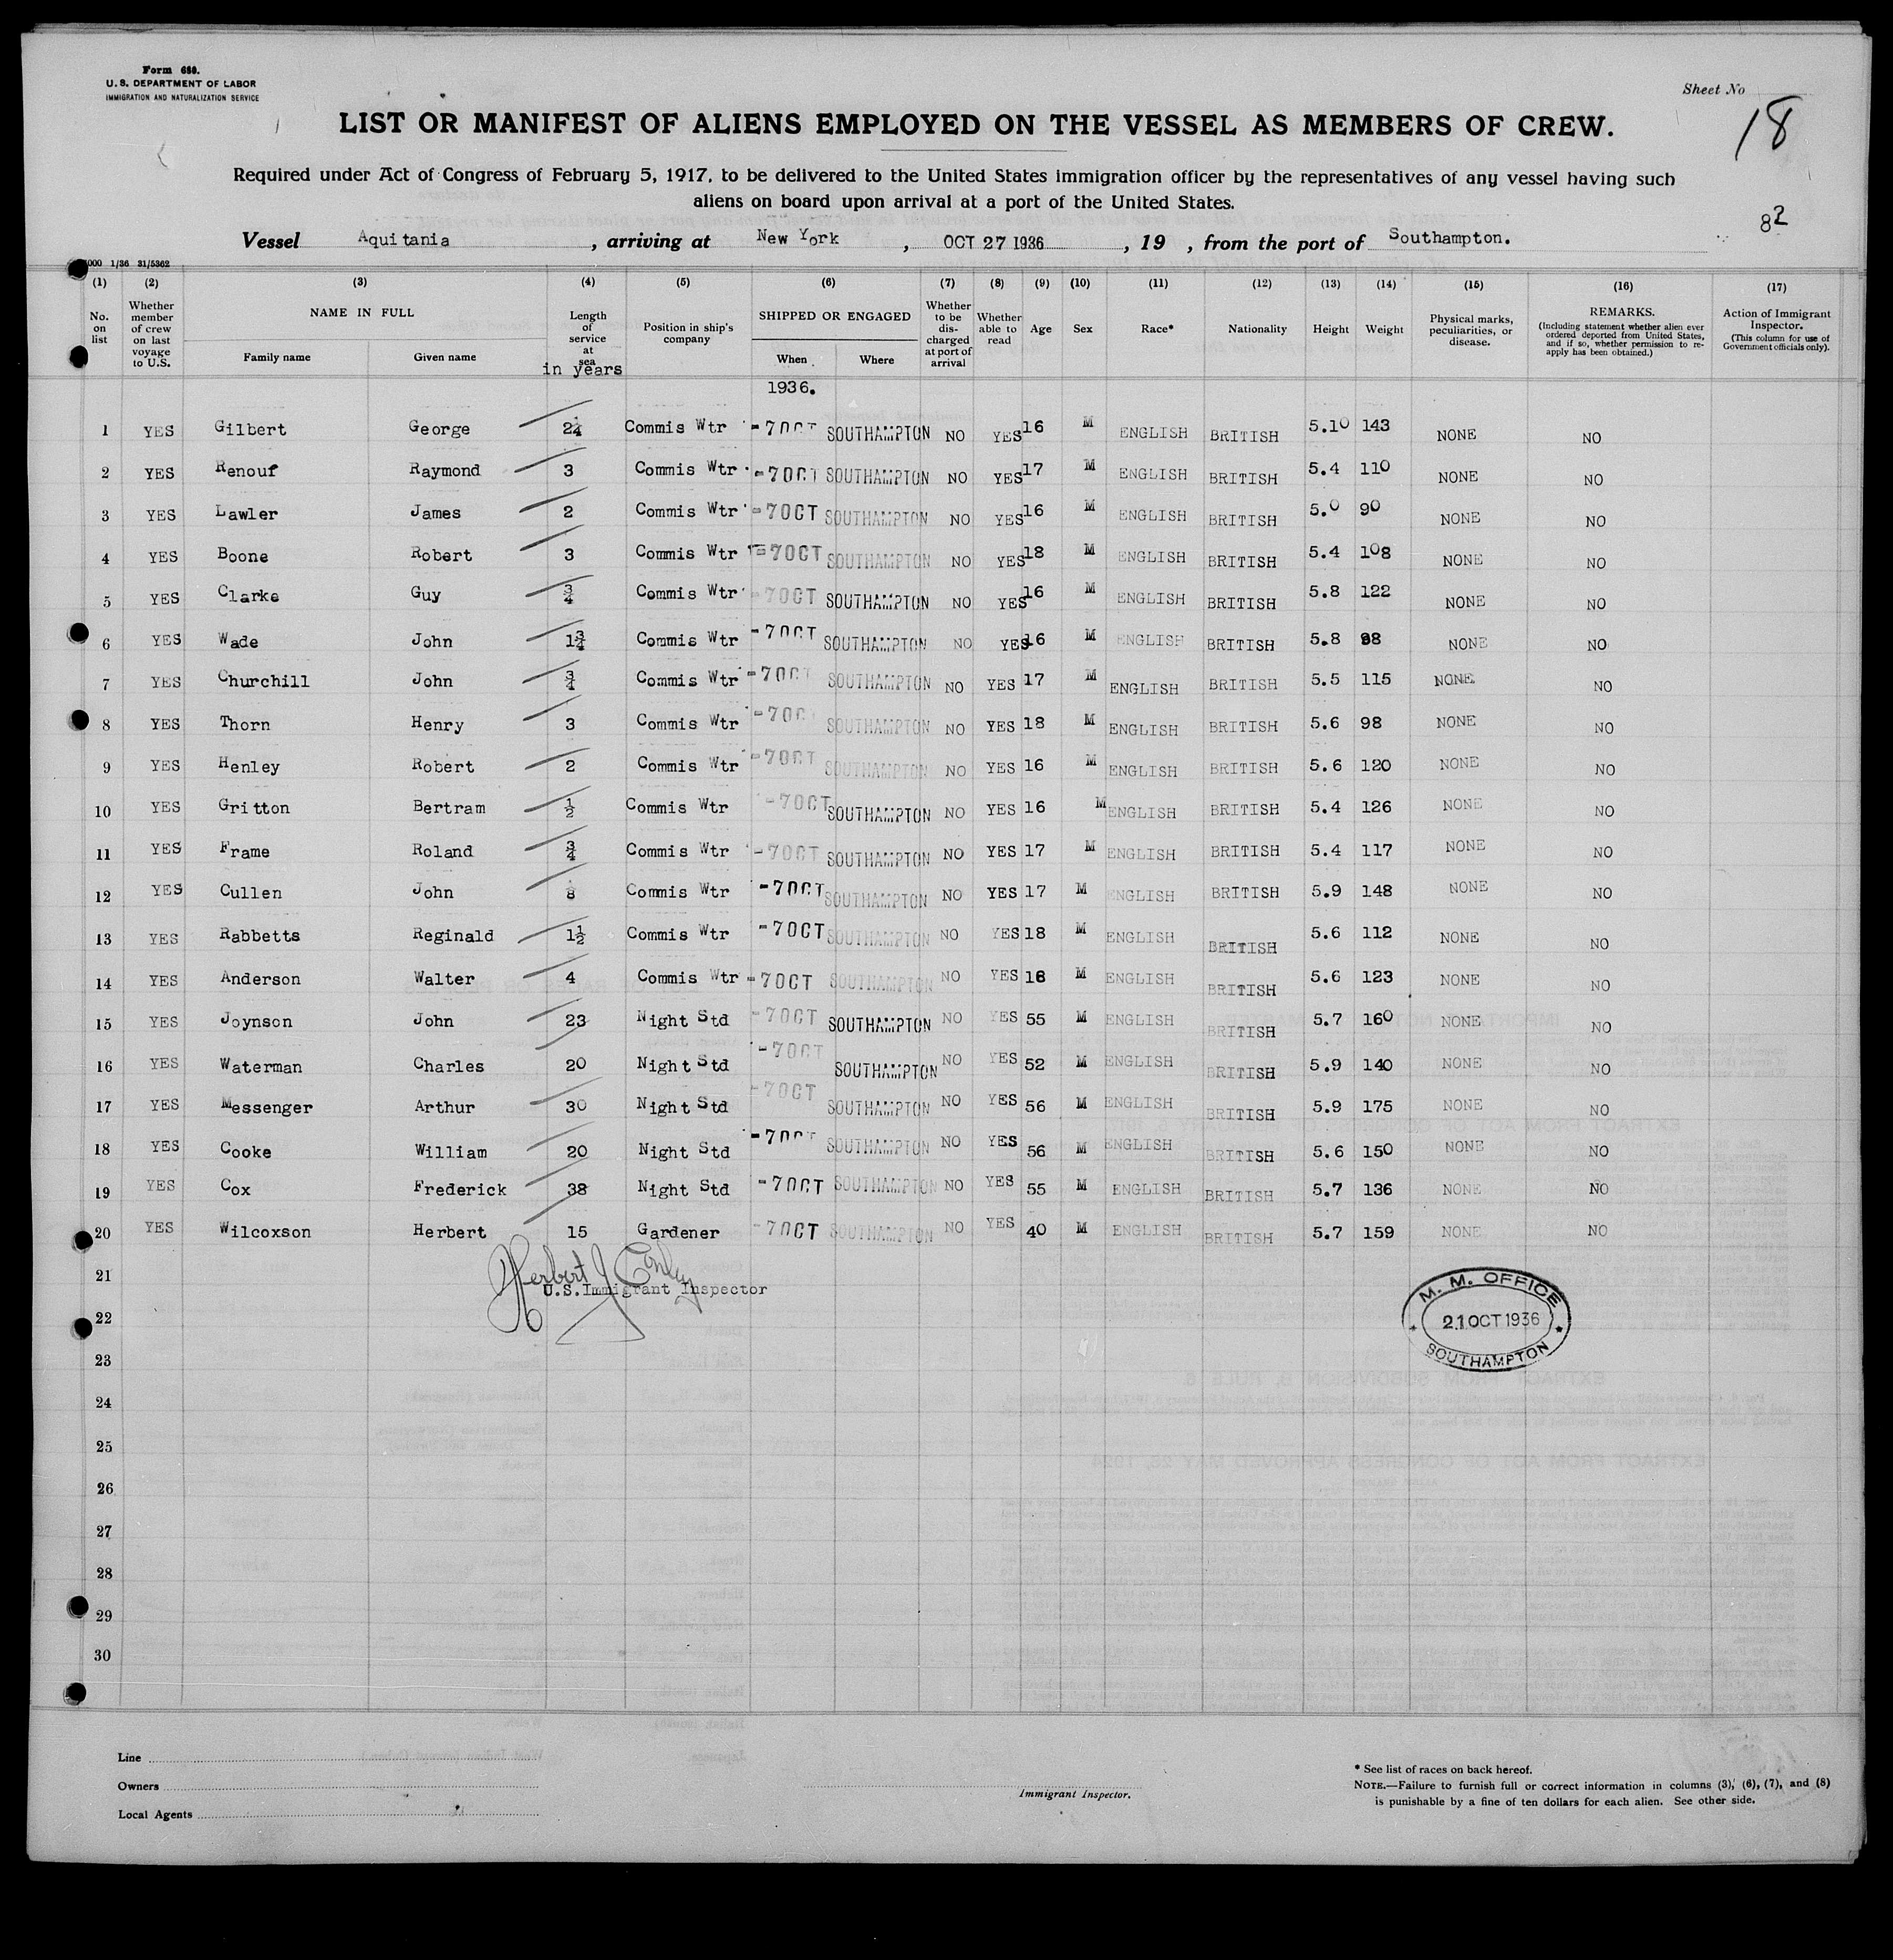 Form 680.
U. S. DEPARTMENT OF LABOR
IMMIGRATION AND NATURALIZATION SERVICE
Sheet No
18
LIST OR MANIFEST OF ALIENS EMPLOYED ON THE VESSEL AS MEMBERS OF CREW.
Required under Act of Congress of February 5, 1917, to be delivered to the United States immigration officer by the representatives of any vessel having such
aliens on board upon arrival at a port of the United States.
82
Vessel Aquitania, arriving at New York, OCT 27 1936, 19 , from the port of Southampton.
1/36 31/5362
(1) (2) (3) (4) (5) (6) (7) (8) (9) (10) (11) (12) (13) (14) (15) (16) (17)
No. on list
Whether member of crew on last voyage to U.S.
NAME IN FULL
Family name Given name
Length of service at sea
in years
Position in ship's company
SHIPPED OR ENGAGED
When Where
Whether to be discharged at port of arrival
Whether able to read
Age Sex Race* Nationality Height Weight
Physical marks, peculiarities, or disease.
REMARKS.
(Including statement whether alien ever ordered deported from United States, and if so, whether permission to re-apply has been obtained.)
Action of Immigrant Inspector.
(This column for use of Government officials only).
1936.
1 YES Gilbert George 2¼ Commis Wtr -7 OCT SOUTHAMPTON NO YES 16 M ENGLISH BRITISH 5.10 143 NONE NO
2 YES Renouf Raymond 3 Commis Wtr -7 OCT SOUTHAMPTON NO YES 17 M ENGLISH BRITISH 5.4 110 NONE NO
3 YES Lawler James 2 Commis Wtr -7 OCT SOUTHAMPTON NO YES 16 M ENGLISH BRITISH 5.0 90 NONE NO
4 YES Boone Robert 3 Commis Wtr -7 OCT SOUTHAMPTON NO YES 18 M ENGLISH BRITISH 5.4 108 NONE NO
5 YES Clarke Guy ¾ Commis Wtr -7 OCT SOUTHAMPTON NO YES 16 M ENGLISH BRITISH 5.8 122 NONE NO
6 YES Wade John 1¾ Commis Wtr -7 OCT SOUTHAMPTON NO YES 16 M ENGLISH BRITISH 5.8 98 NONE NO
7 YES Churchill John ¾ Commis Wtr -7 OCT SOUTHAMPTON NO YES 17 M ENGLISH BRITISH 5.5 115 NONE NO
8 YES Thorn Henry 3 Commis Wtr -7 OCT SOUTHAMPTON NO YES 18 M ENGLISH BRITISH 5.6 98 NONE NO
9 YES Henley Robert 2 Commis Wtr -7 OCT SOUTHAMPTON NO YES 16 M ENGLISH BRITISH 5.6 120 NONE NO
10 YES Gritton Bertram ½ Commis Wtr -7 OCT SOUTHAMPTON NO YES 16 M ENGLISH BRITISH 5.4 126 NONE NO
11 YES Frame Roland ¾ Commis Wtr -7 OCT SOUTHAMPTON NO YES 17 M ENGLISH BRITISH 5.4 117 NONE NO
12 YES Cullen John Commis Wtr -7 OCT SOUTHAMPTON NO YES 17 M ENGLISH BRITISH 5.9 148 NONE NO
13 YES Rabbetts Reginald 1½ Commis Wtr -7 OCT SOUTHAMPTON NO YES 18 M ENGLISH BRITISH 5.6 112 NONE NO
14 YES Anderson Walter 4 Commis Wtr -7 OCT SOUTHAMPTON NO YES 18 M ENGLISH BRITISH 5.6 123 NONE NO
15 YES Joynson John 23 Night Std -7 OCT SOUTHAMPTON NO YES 55 M ENGLISH BRITISH 5.7 160 NONE NO
16 YES Waterman Charles 20 Night Std -7 OCT SOUTHAMPTON NO YES 52 M ENGLISH BRITISH 5.9 140 NONE NO
17 YES Messenger Arthur 30 Night Std -7 OCT SOUTHAMPTON NO YES 56 M ENGLISH BRITISH 5.9 175 NONE NO
18 YES Cooke William 20 Night Std -7 OCT SOUTHAMPTON NO YES 56 M ENGLISH BRITISH 5.6 150 NONE NO
19 YES Cox Frederick 38 Night Std -7 OCT SOUTHAMPTON NO YES 55 M ENGLISH BRITISH 5.7 136 NONE NO
20 YES Wilcoxson Herbert 15 Gardener -7 OCT SOUTHAMPTON NO YES 40 M ENGLISH BRITISH 5.7 159 NONE NO
21
Herbert J Conley
U.S. Immigrant Inspector
M. M. OFFICE
21 OCT 1936
SOUTHAMPTON
22
23
24
25
26
27
28
29
30
Line
Owners
Local Agents
Immigrant Inspector.
* See list of races on back hereof.
NOTE.—Failure to furnish full or correct information in columns (3), (6), (7), and (8)
is punishable by a fine of ten dollars for each alien. See other side.